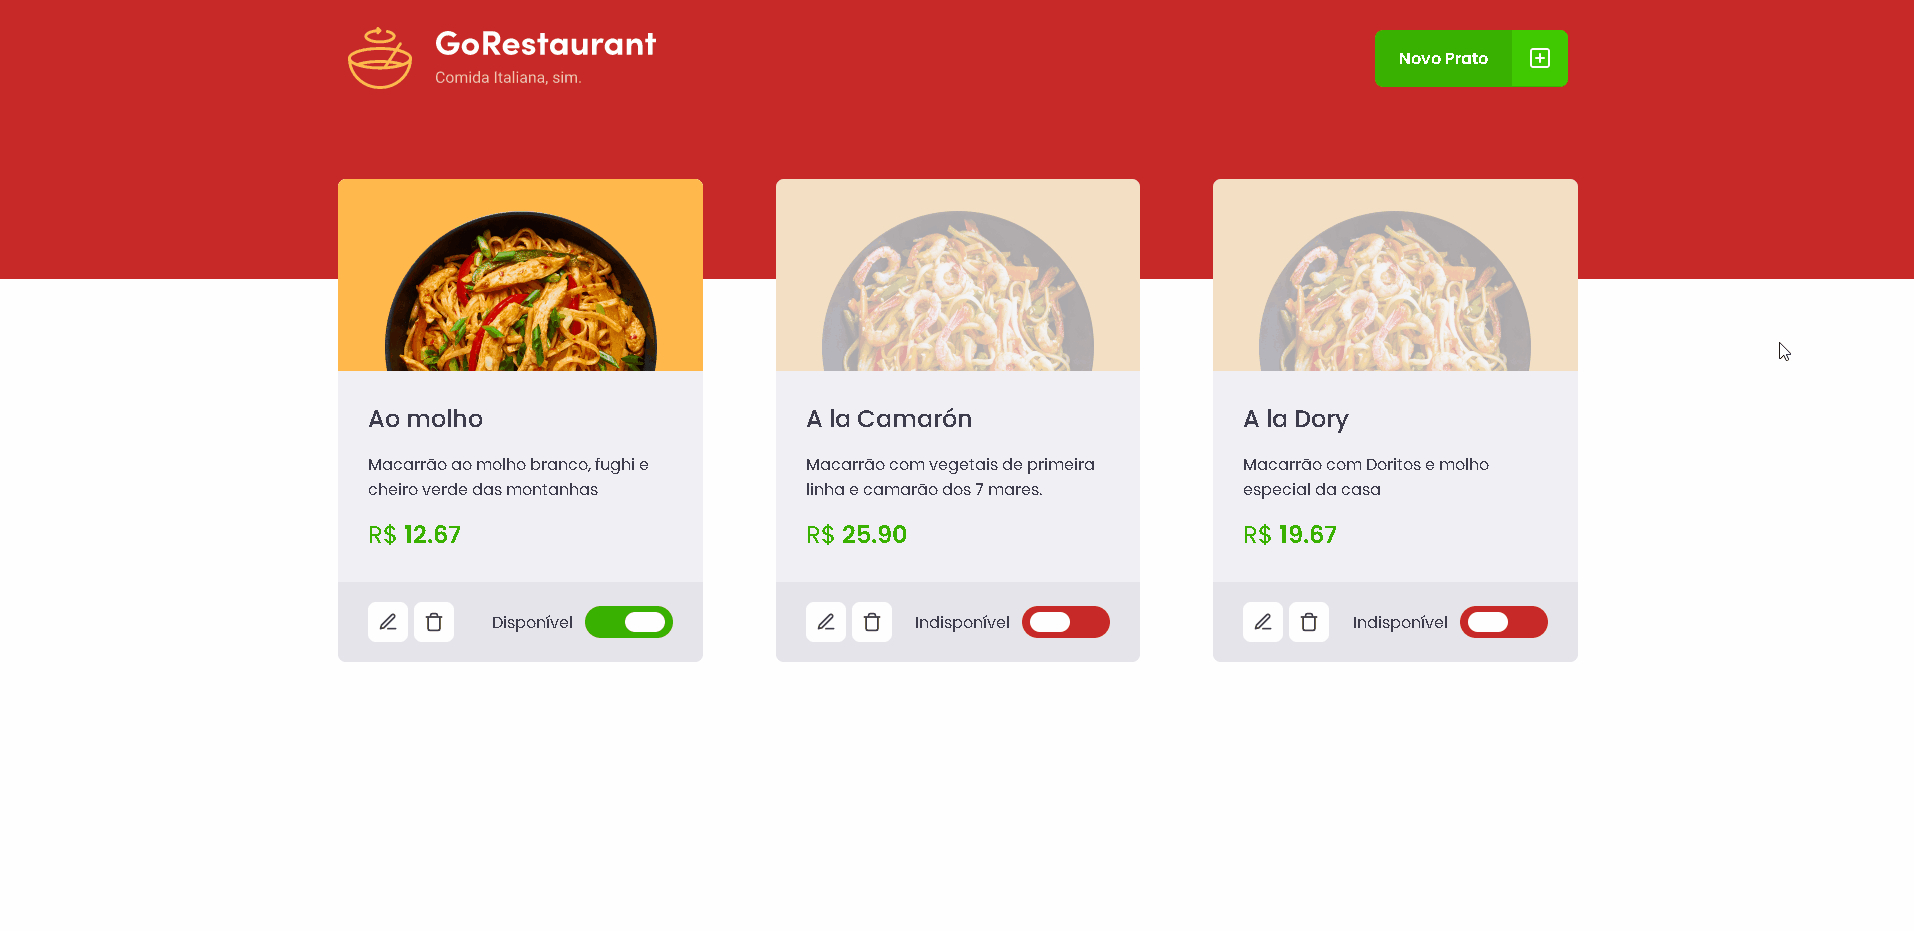 GoRestaurant
Comida Italiana, sim.
Novo Prato
Ao molho
Macarrão ao molho branco, fughi e
cheiro verde das montanhas
R$ 12.67
Disponível
A la Camarón
Macarrão com vegetais de primeira
linha e camarão dos 7 mares.
R$ 25.90
Indisponível
A la Dory
Macarrão com Doritos e molho
especial da casa
R$ 19.67
Indisponível